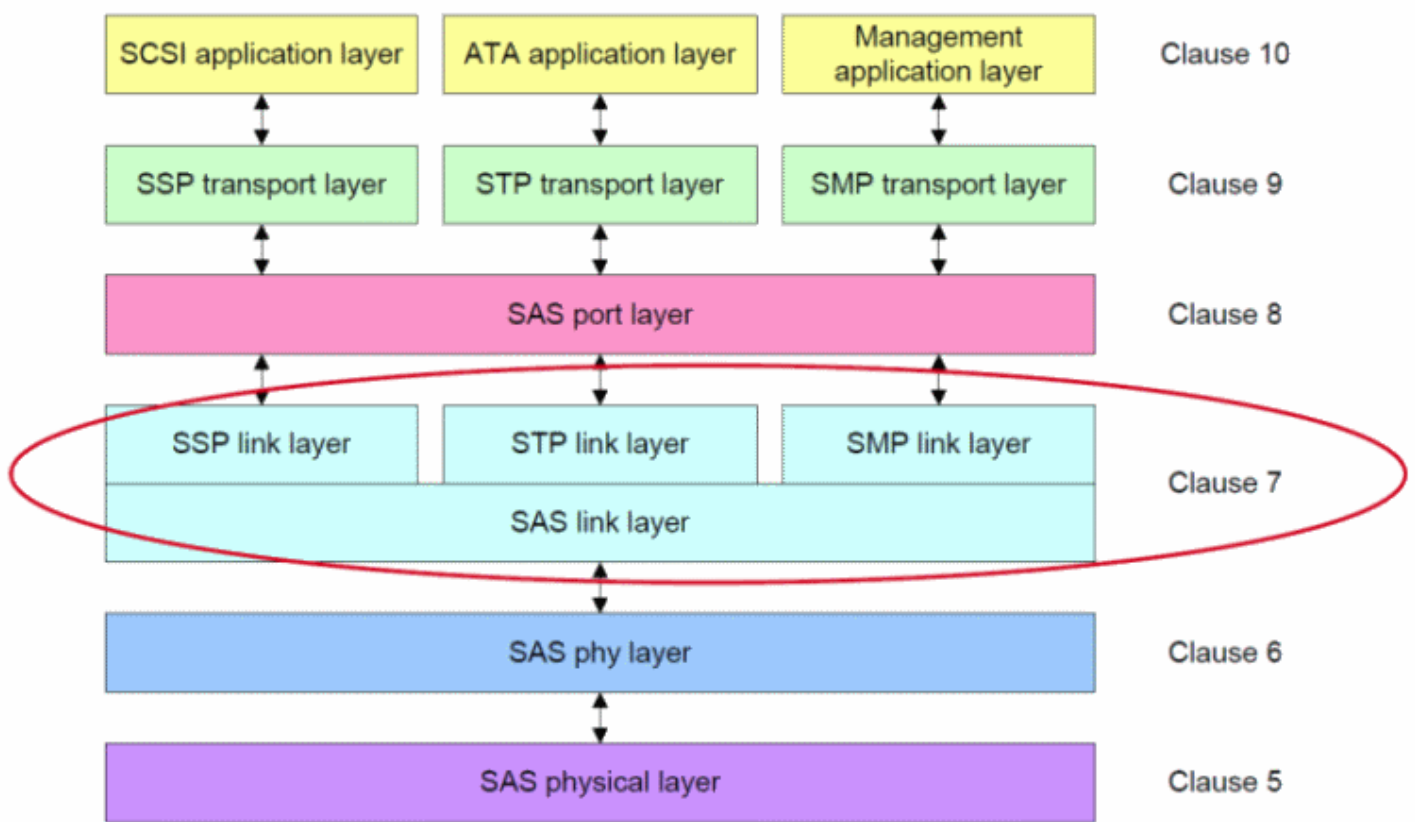 SCSI application layer
ATA application layer
Management
application layer
Clause 10
SSP transport layer
STP transport layer
SMP transport layer
Clause 9
SAS port layer
Clause 8
SSP link layer
STP link layer
SMP link layer
Clause 7
SAS link layer
SAS phy layer
Clause 6
SAS physical layer
Clause 5